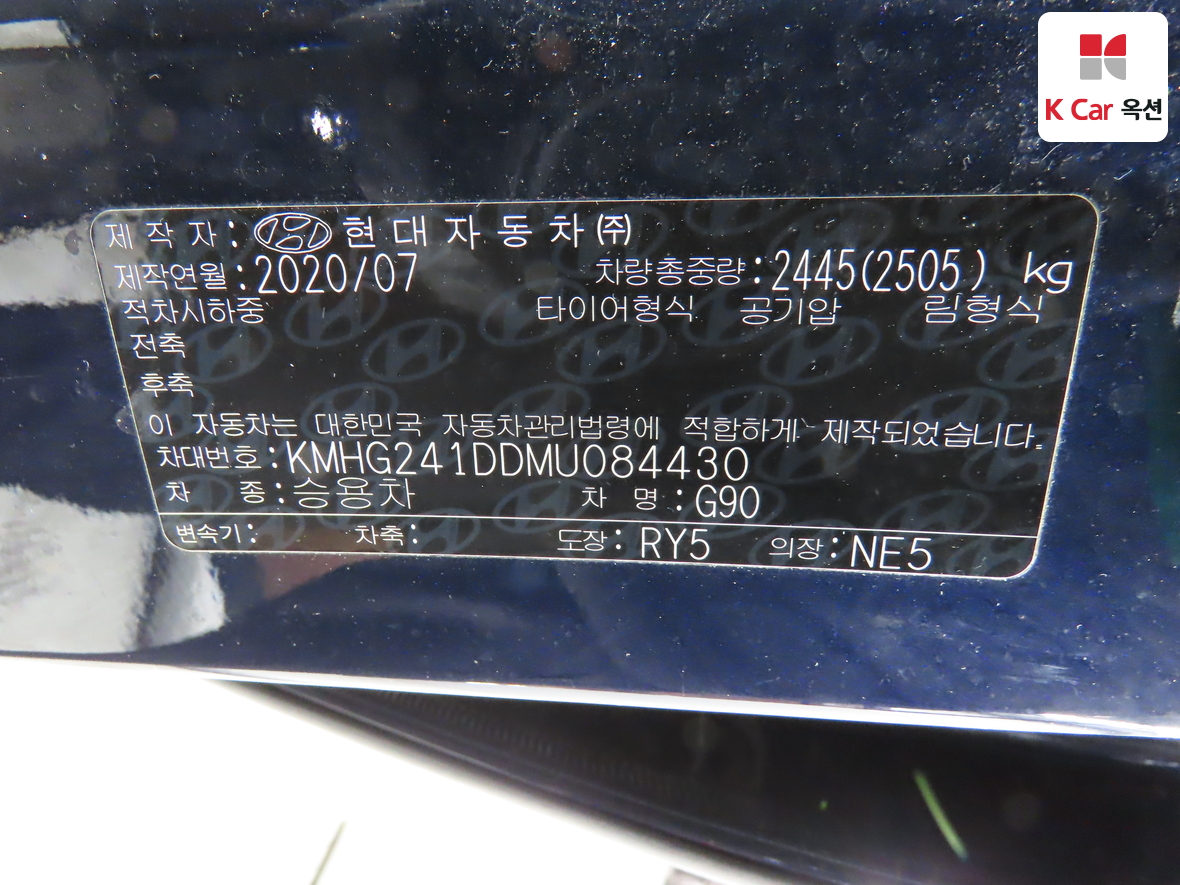 K Car 옥션
제 작 자 : 현 대 자 동 차 ㈜
제작연월 : 2020/07 차량총중량 : 2445(2505) kg
적차시하중 타이어형식 공기압 림형식
전축
후축
이 자동차는 대한민국 자동차관리법령에 적합하게 제작되었습니다.
차대번호 : KMHG241DDMU084430
차 종 : 승용차 차 명 : G90
변속기 : 차축 : 도장 : RY5 의장 : NE5